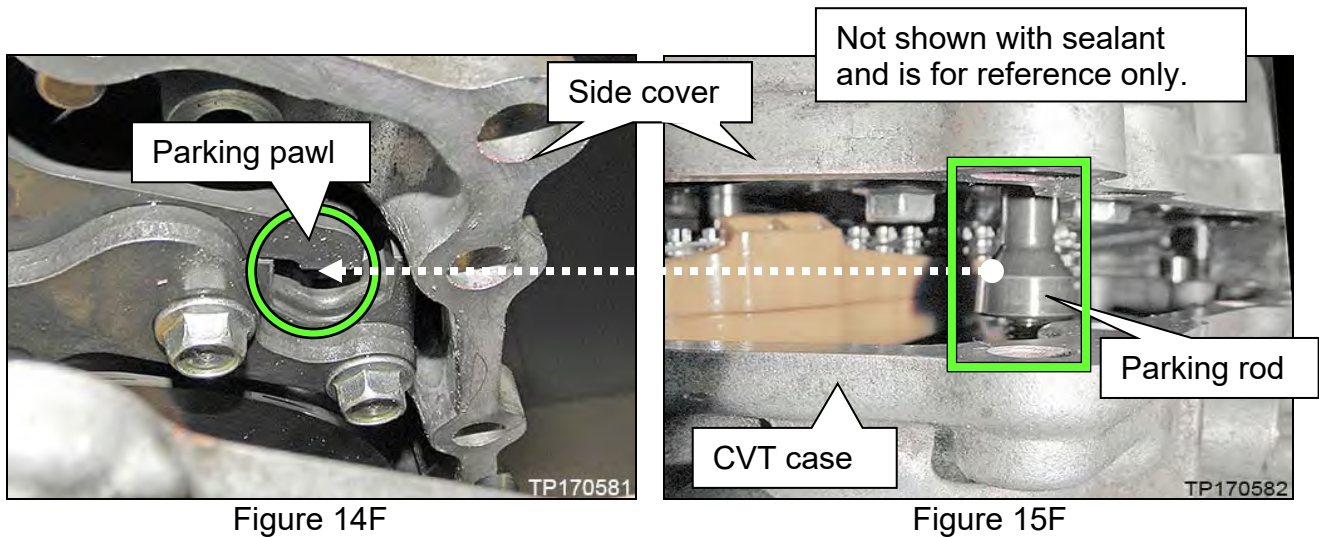 Not shown with sealant
and is for reference only.
Side cover
Parking pawl
Parking rod
CVT case
TP170581
TP170582
Figure 14F
Figure 15F